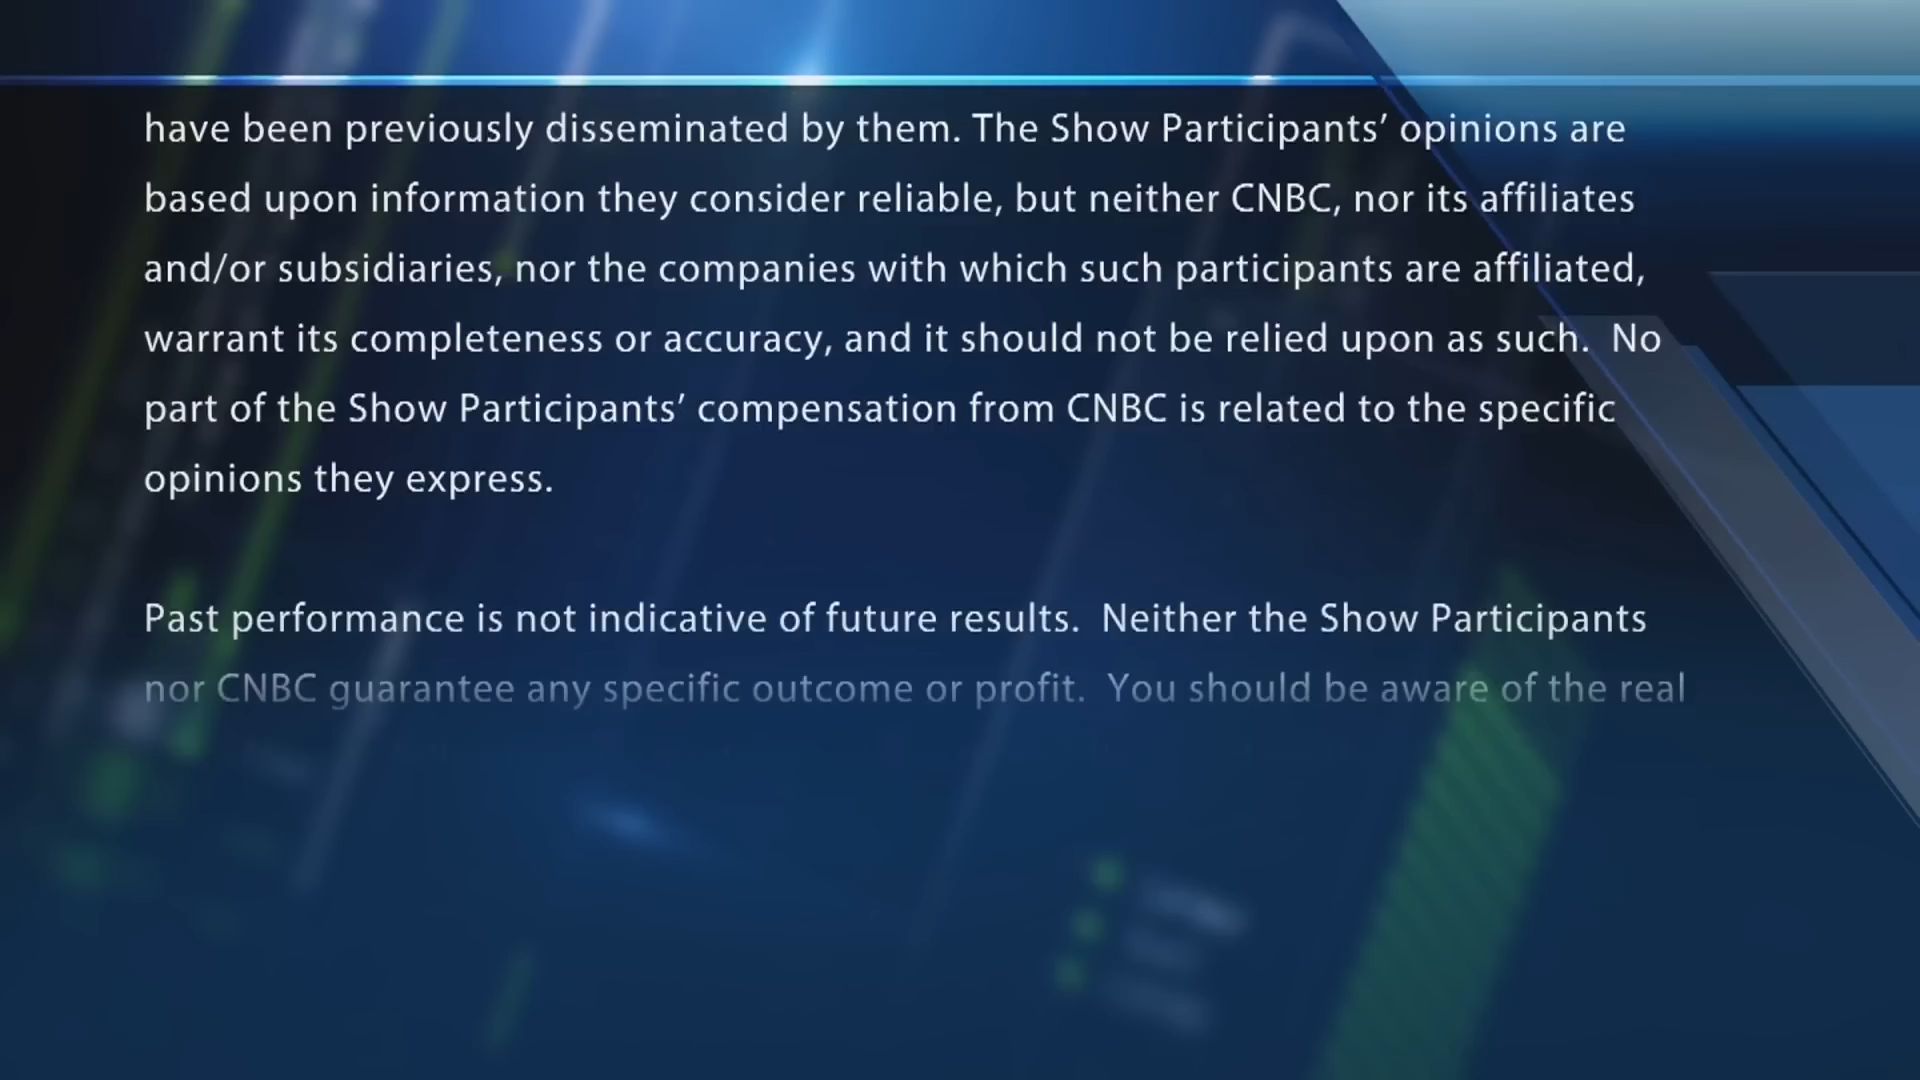 have been previously disseminated by them. The Show Participants’ opinions are
based upon information they consider reliable, but neither CNBC, nor its affiliates
and/or subsidiaries, nor the companies with which such participants are affiliated,
warrant its completeness or accuracy, and it should not be relied upon as such.  No
part of the Show Participants’ compensation from CNBC is related to the specific
opinions they express.
Past performance is not indicative of future results.  Neither the Show Participants
nor CNBC guarantee any specific outcome or profit.  You should be aware of the real